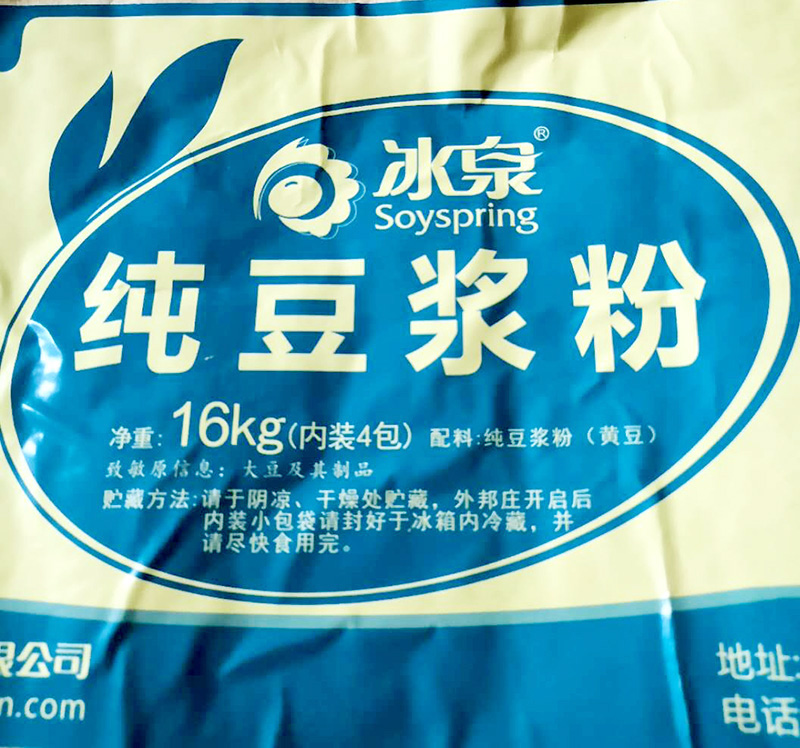 冰泉®
Soyspring
纯豆浆粉
净重: 16kg(内装4包) 配料:纯豆浆粉（黄豆）
致敏原信息：大豆及其制品
贮藏方法:请于阴凉、干燥处贮藏，外邦庄开启后
内装小包袋请封好于冰箱内冷藏，并
请尽快食用完。
限公司
n.com
地址:
电话